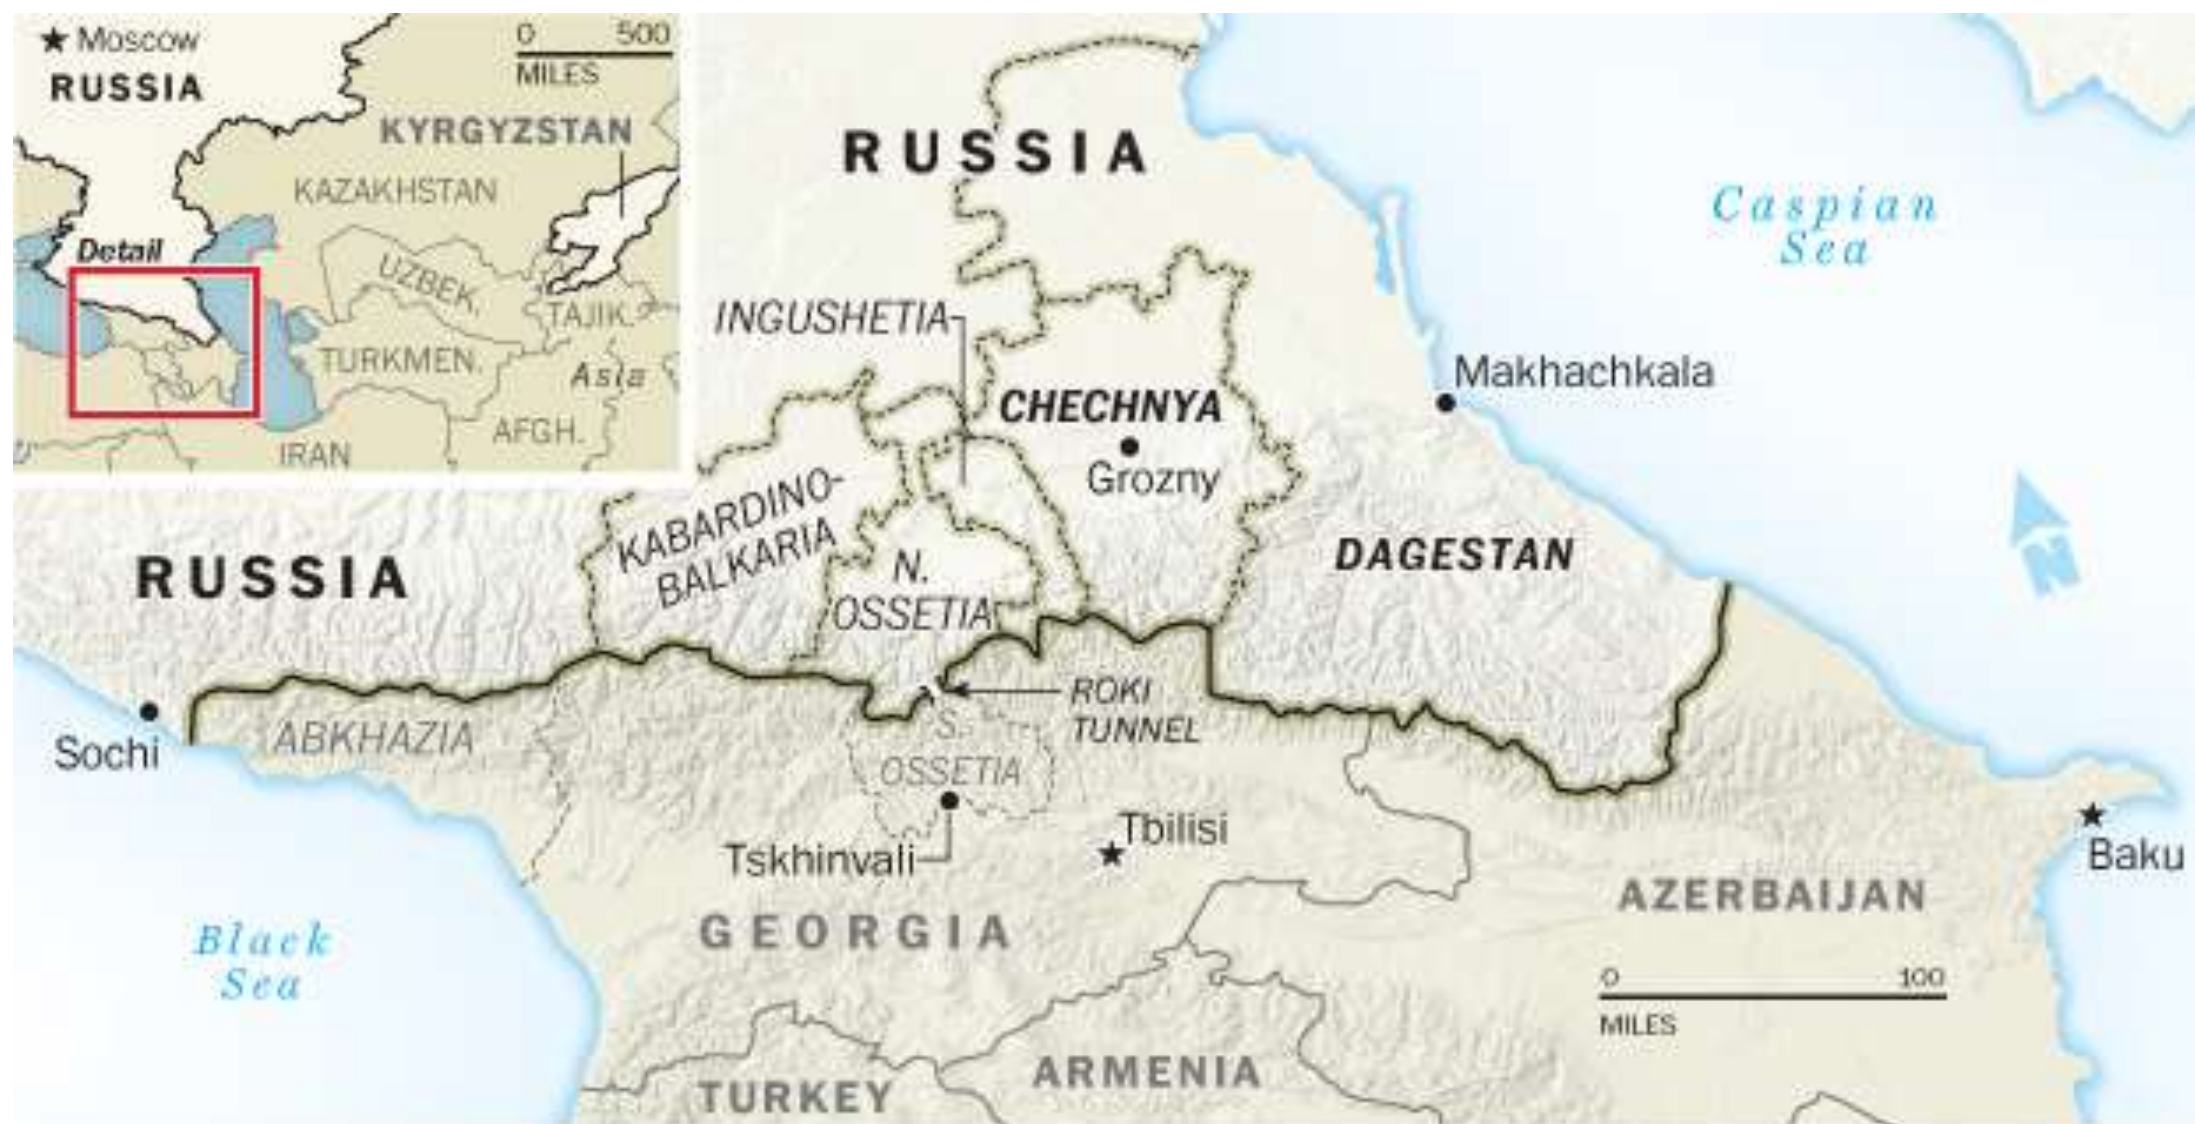 Moscow
RUSSIA
0 500
MILES
KYRGYZSTAN
KAZAKHSTAN
Detail
UZBEK.
TAJIK.
TURKMEN.
Asia
AFGH.
IRAN
RUSSIA
Caspian
Sea
INGUSHETIA
Makhachkala
CHECHNYA
Grozny
KABARDINO-
BALKARIA
N.
OSSETIA
DAGESTAN
N
RUSSIA
Sochi
ABKHAZIA
ROKI
TUNNEL
S.
OSSETIA
Tskhinvali
Tbilisi
Baku
GEORGIA
AZERBAIJAN
Black
Sea
0 100
MILES
TURKEY
ARMENIA